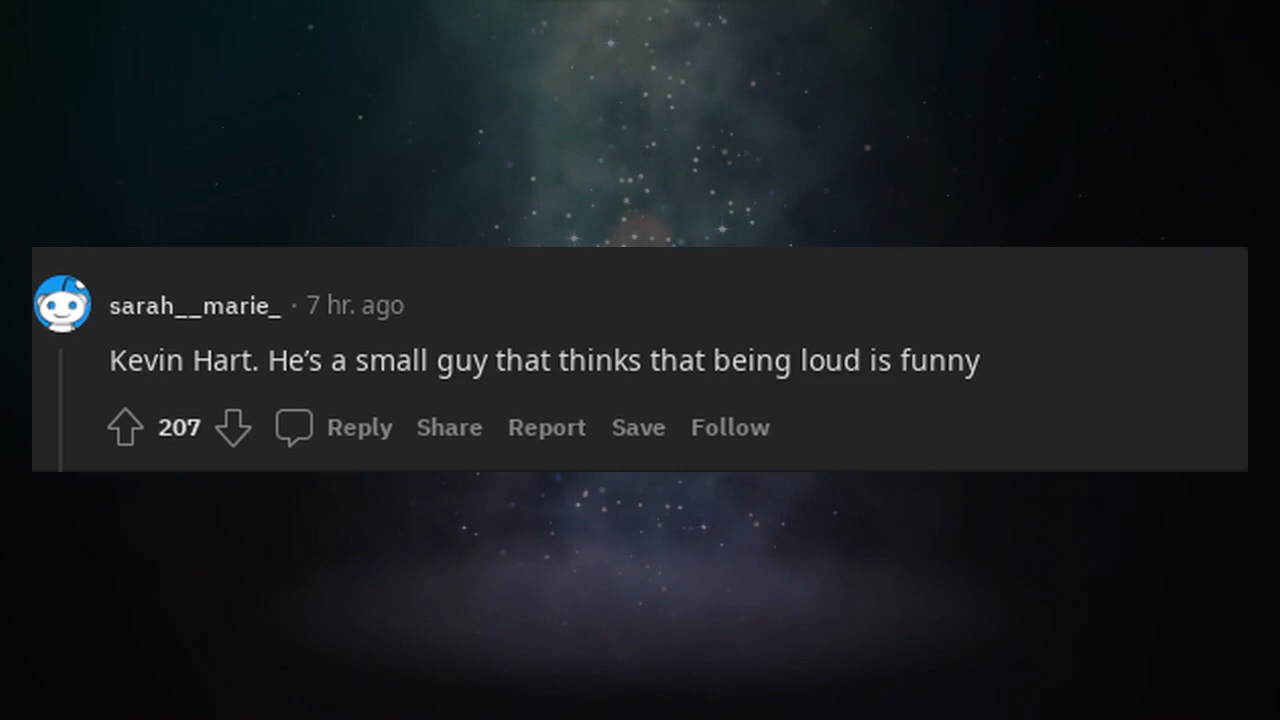 sarah__marie_ · 7 hr. ago
Kevin Hart. He’s a small guy that thinks that being loud is funny
207 Reply Share Report Save Follow